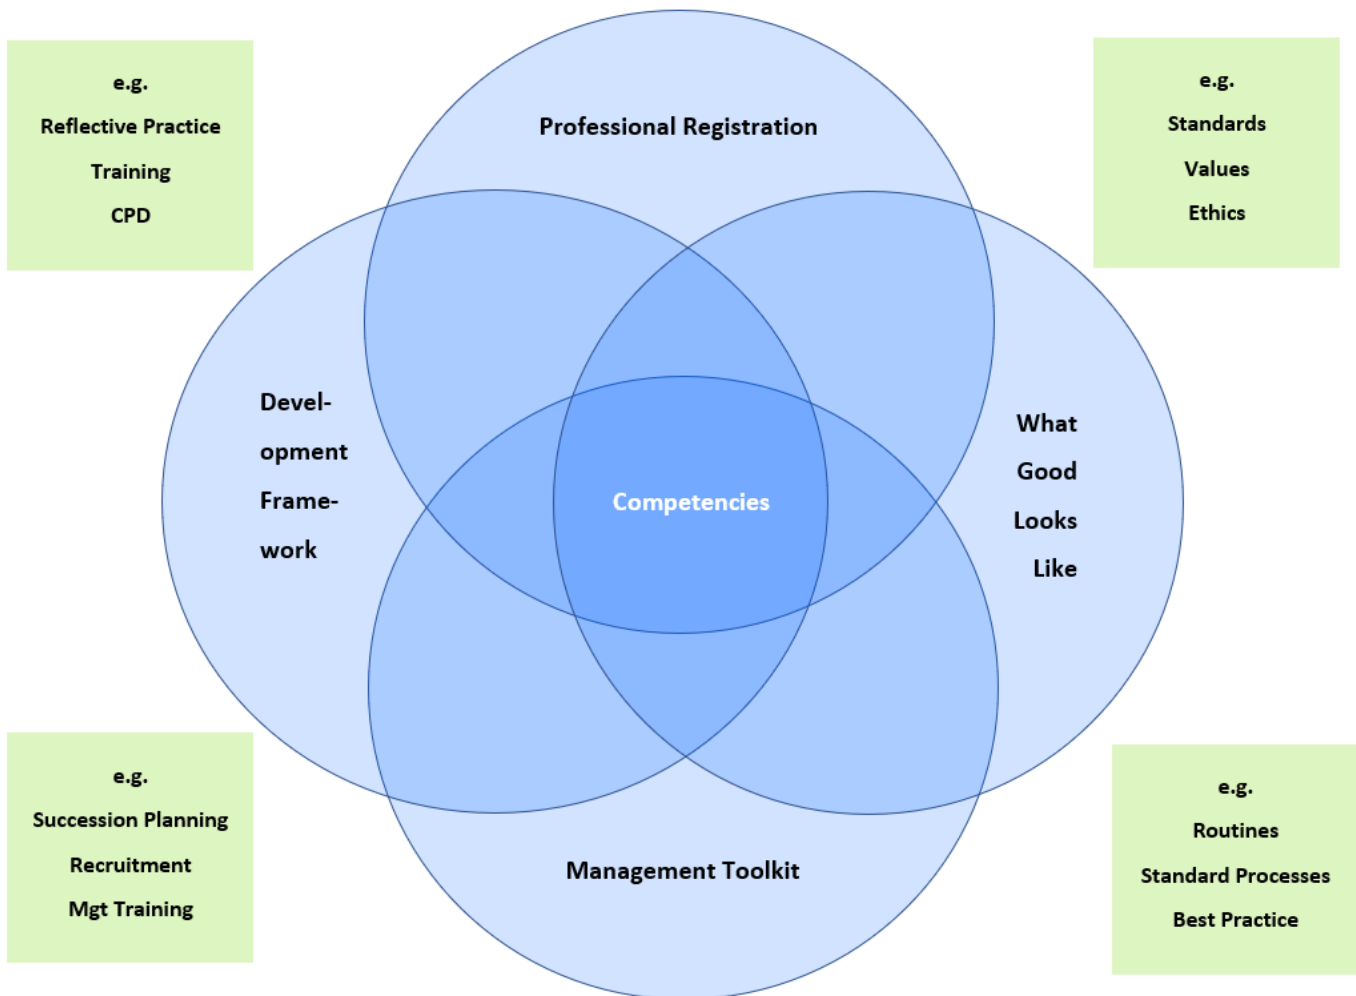 e.g.
Reflective Practice
Training
CPD
Professional Registration
e.g.
Standards
Values
Ethics
Devel-
opment
Frame-
work
Competencies
What
Good
Looks
Like
e.g.
Succession Planning
Recruitment
Mgt Training
Management Toolkit
e.g.
Routines
Standard Processes
Best Practice